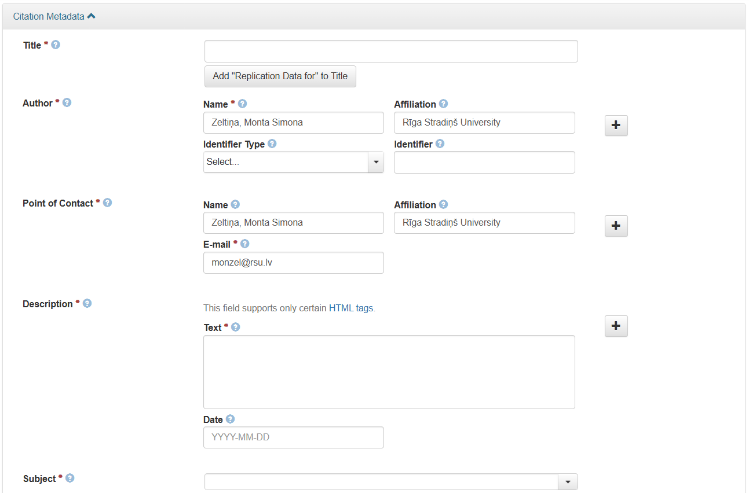 Citation Metadata
Title *
Add "Replication Data for" to Title
Author *
Name * Affiliation
Zeltiņa, Monta Simona Rīga Stradiņš University
Identifier Type Identifier
Select...
Point of Contact *
Name Affiliation
Zeltiņa, Monta Simona Rīga Stradiņš University
E-mail *
monzel@rsu.lv
Description *
This field supports only certain HTML tags.
Text *
Date
YYYY-MM-DD
Subject *